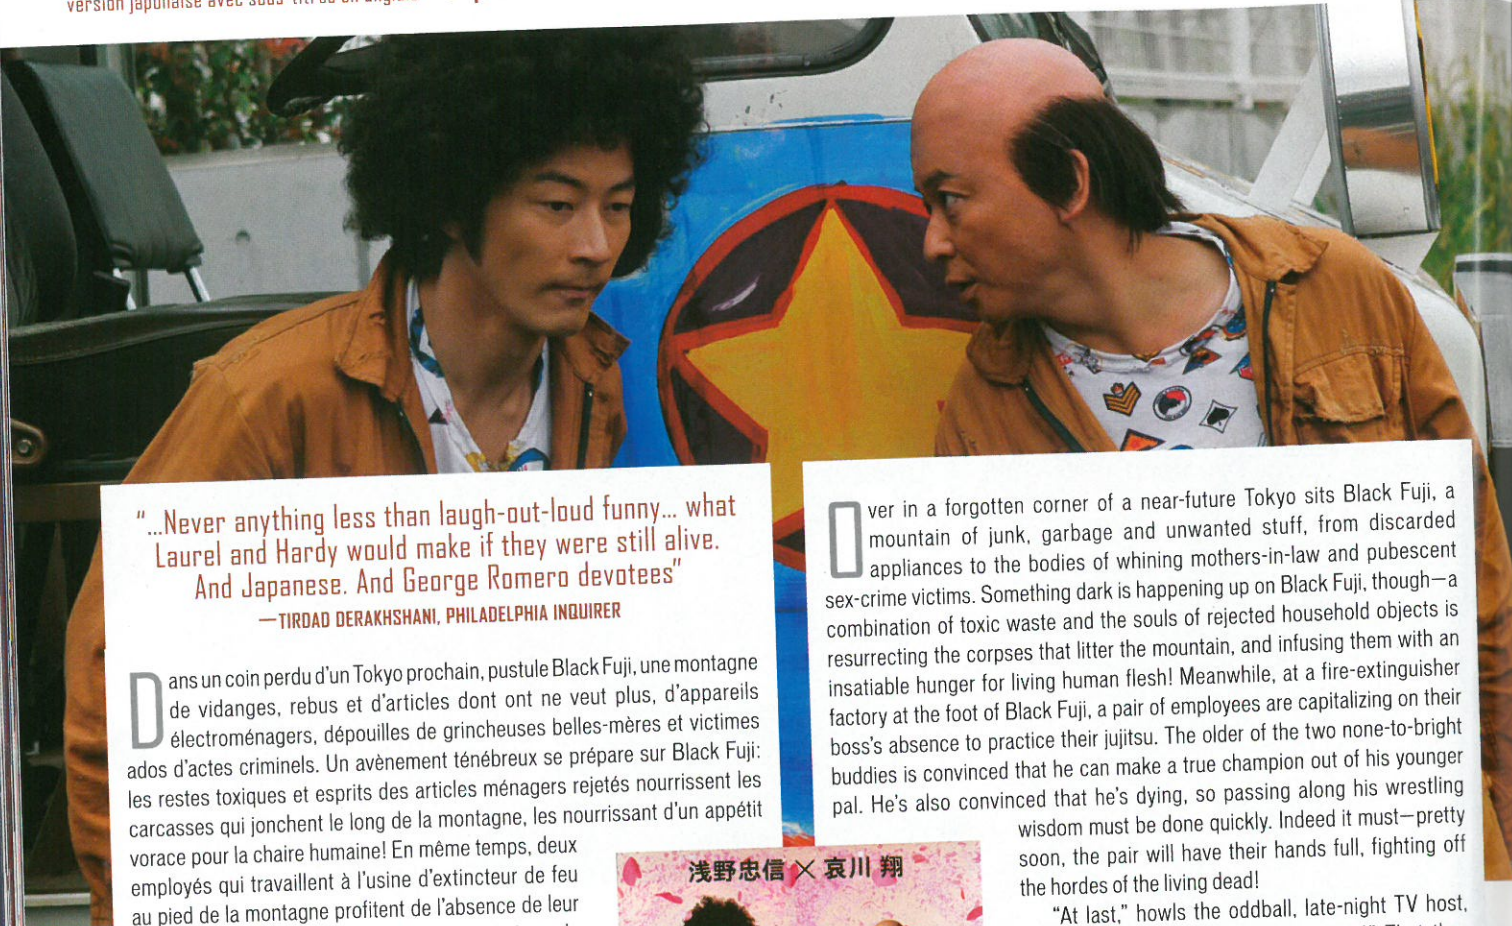 version japonaise avec sous-titres en
"...Never anything less than laugh-out-loud funny... what
Laurel and Hardy would make if they were still alive.
And Japanese. And George Romero devotees"
—TIRDAD DERAKHSHANI, PHILADELPHIA INQUIRER
Dans un coin perdu d'un Tokyo prochain, pustule Black Fuji, une montagne
de vidanges, rebus et d'articles dont ont ne veut plus, d'appareils
électroménagers, dépouilles de grincheuses belles-mères et victimes
ados d'actes criminels. Un avènement ténébreux se prépare sur Black Fuji:
les restes toxiques et esprits des articles ménagers rejetés nourrissent les
carcasses qui jonchent le long de la montagne, les nourrissant d'un appétit
vorace pour la chaire humaine! En même temps, deux
employés qui travaillent à l'usine d'extincteur de feu
au pied de la montagne profitent de l'absence de leur
浅野忠信 × 哀川 翔
Over in a forgotten corner of a near-future Tokyo sits Black Fuji, a
mountain of junk, garbage and unwanted stuff, from discarded
appliances to the bodies of whining mothers-in-law and pubescent
sex-crime victims. Something dark is happening up on Black Fuji, though—a
combination of toxic waste and the souls of rejected household objects is
resurrecting the corpses that litter the mountain, and infusing them with an
insatiable hunger for living human flesh! Meanwhile, at a fire-extinguisher
factory at the foot of Black Fuji, a pair of employees are capitalizing on their
boss's absence to practice their jujitsu. The older of the two none-to-bright
buddies is convinced that he can make a true champion out of his younger
pal. He's also convinced that he's dying, so passing along his wrestling
wisdom must be done quickly. Indeed it must—pretty
soon, the pair will have their hands full, fighting off
the hordes of the living dead!
"At last," howls the oddball, late-night TV host,